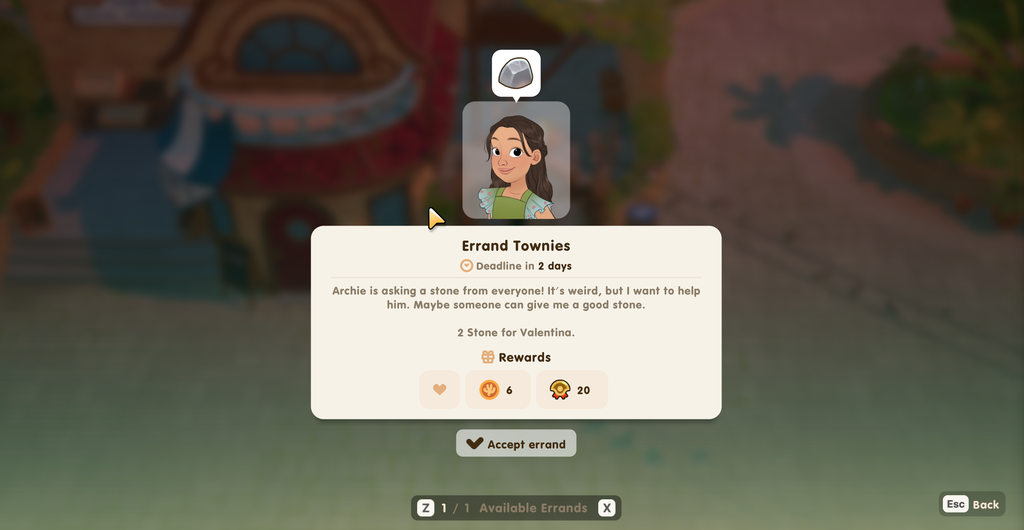 Errand Townies
Deadline in 2 days
Archie is asking a stone from everyone! It's weird, but I want to help
him. Maybe someone can give me a good stone.
2 Stone for Valentina.
Rewards
6
20
Accept errand
Z 1 / 1 Available Errands X
Esc Back